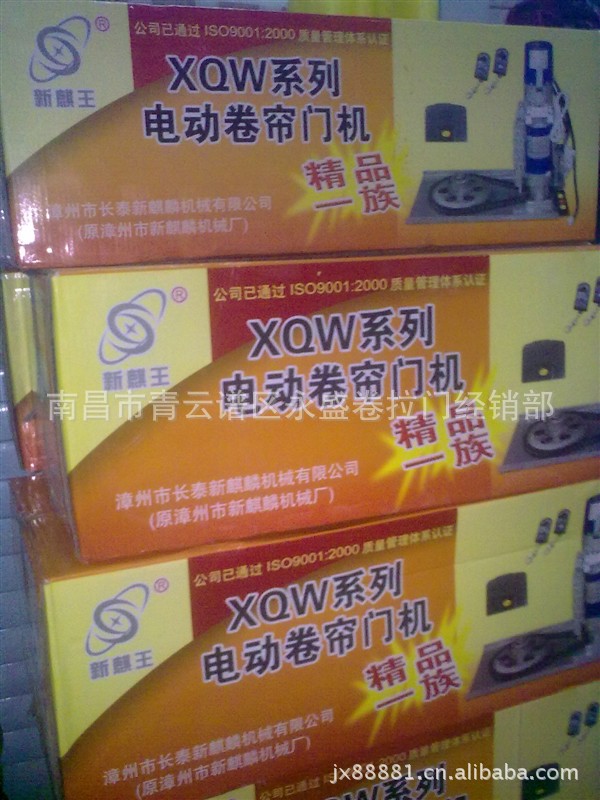 公司已通过 ISO9001:2000 质量管理体系认证
®
新麒王
XQW系列
电动卷帘门机
精品
一族
漳州市长泰新麒麟机械有限公司
(原漳州市新麒麟机械厂)
公司已通过 ISO9001:2000 质量管理体系认证
®
新麒王
XQW系列
电动卷帘门机
南昌市青云谱区永盛卷拉门经销部
精品
一族
漳州市长泰新麒麟机械有限公司
(原漳州市新麒麟机械厂)
公司已通过 ISO9001:2000 质量管理体系认证
®
新麒王
XQW系列
电动卷帘门机
精品
一族
漳州市长泰新麒麟机械有限公司
(原漳州市新麒麟机械厂)
2000 质量管理体系认证
jx88881.cn.alibaba.com